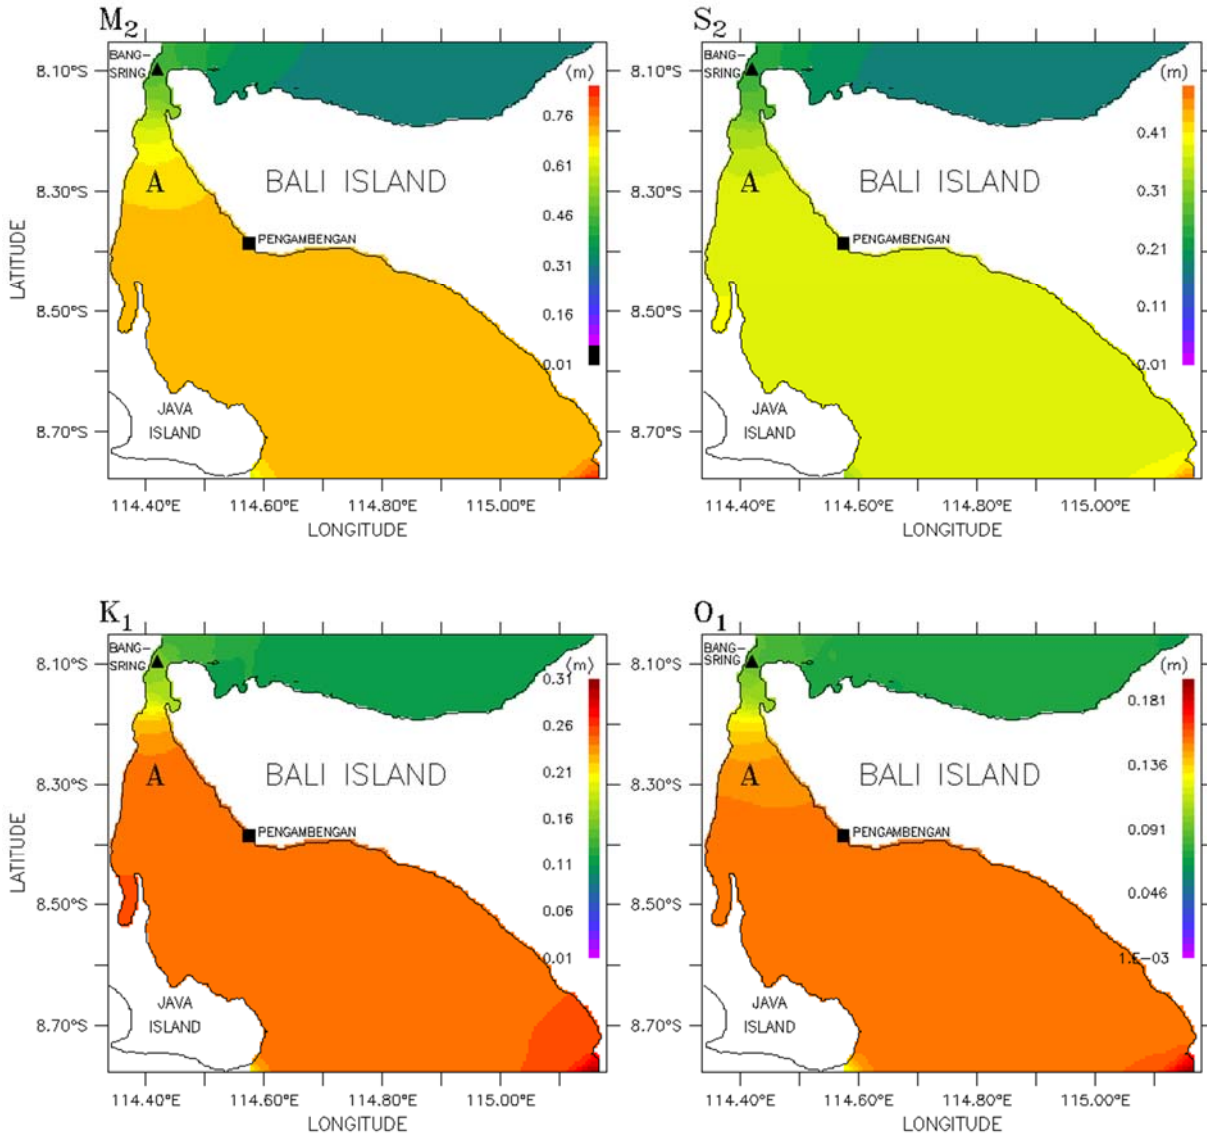 M2
S2
BANG-
SRING
8.10°S
8.30°S
8.50°S
8.70°S
LATITUDE
A
BALI ISLAND
PENGAMBENGAN
JAVA
ISLAND
(m)
0.76
0.61
0.46
0.31
0.16
0.01
114.40°E
114.60°E
114.80°E
115.00°E
LONGITUDE
BANG-
SRING
8.10°S
8.30°S
8.50°S
8.70°S
A
BALI ISLAND
PENGAMBENGAN
JAVA
ISLAND
(m)
0.41
0.31
0.21
0.11
0.01
114.40°E
114.60°E
114.80°E
115.00°E
LONGITUDE
K1
O1
BANG-
SRING
8.10°S
8.30°S
8.50°S
8.70°S
LATITUDE
A
BALI ISLAND
PENGAMBENGAN
JAVA
ISLAND
(m)
0.31
0.26
0.21
0.16
0.11
0.06
0.01
114.40°E
114.60°E
114.80°E
115.00°E
LONGITUDE
BANG-
SRING
8.10°S
8.30°S
8.50°S
8.70°S
A
BALI ISLAND
PENGAMBENGAN
JAVA
ISLAND
(m)
0.181
0.136
0.091
0.046
1.E-03
114.40°E
114.60°E
114.80°E
115.00°E
LONGITUDE